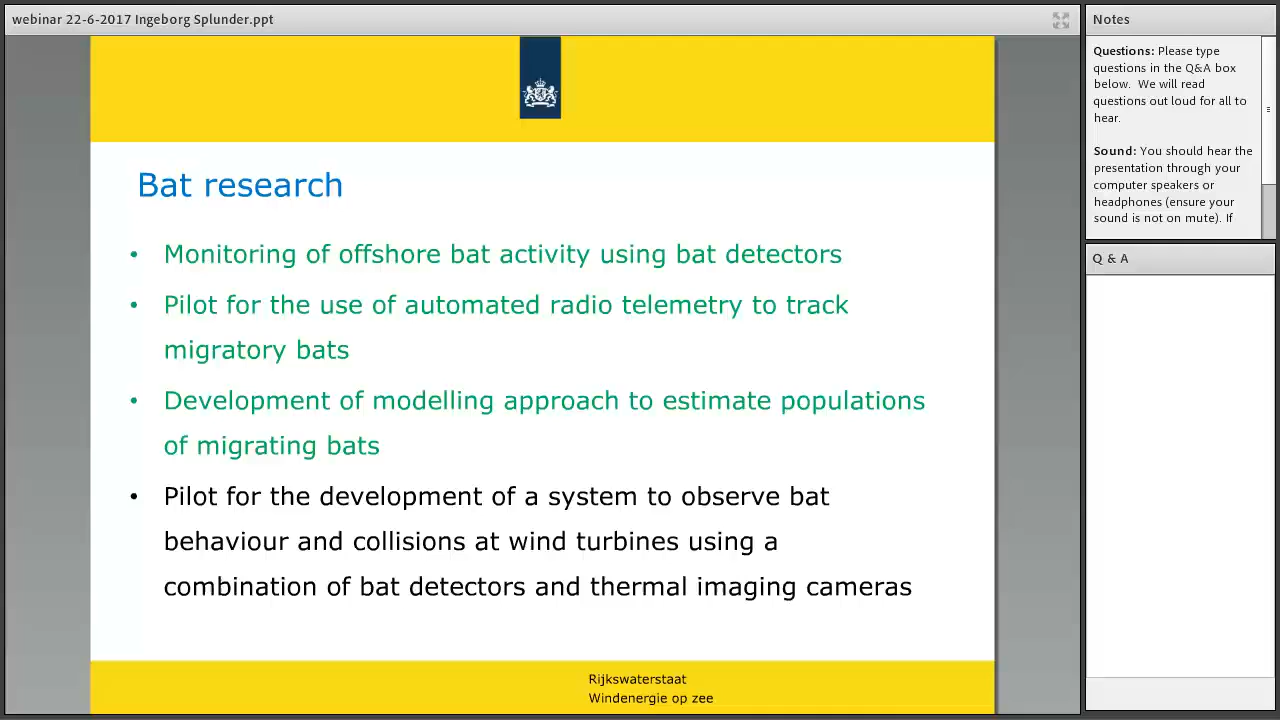 webinar 22-6-2017 Ingeborg Splunder.ppt
Bat research
• Monitoring of offshore bat activity using bat detectors
• Pilot for the use of automated radio telemetry to track
migratory bats
• Development of modelling approach to estimate populations
of migrating bats
• Pilot for the development of a system to observe bat
behaviour and collisions at wind turbines using a
combination of bat detectors and thermal imaging cameras
Rijkswaterstaat
Windenergie op zee
Notes
Questions: Please type
questions in the Q&A box
below. We will read
questions out loud for all to
hear.
Sound: You should hear the
presentation through your
computer speakers or
headphones (ensure your
sound is not on mute). If
Q & A